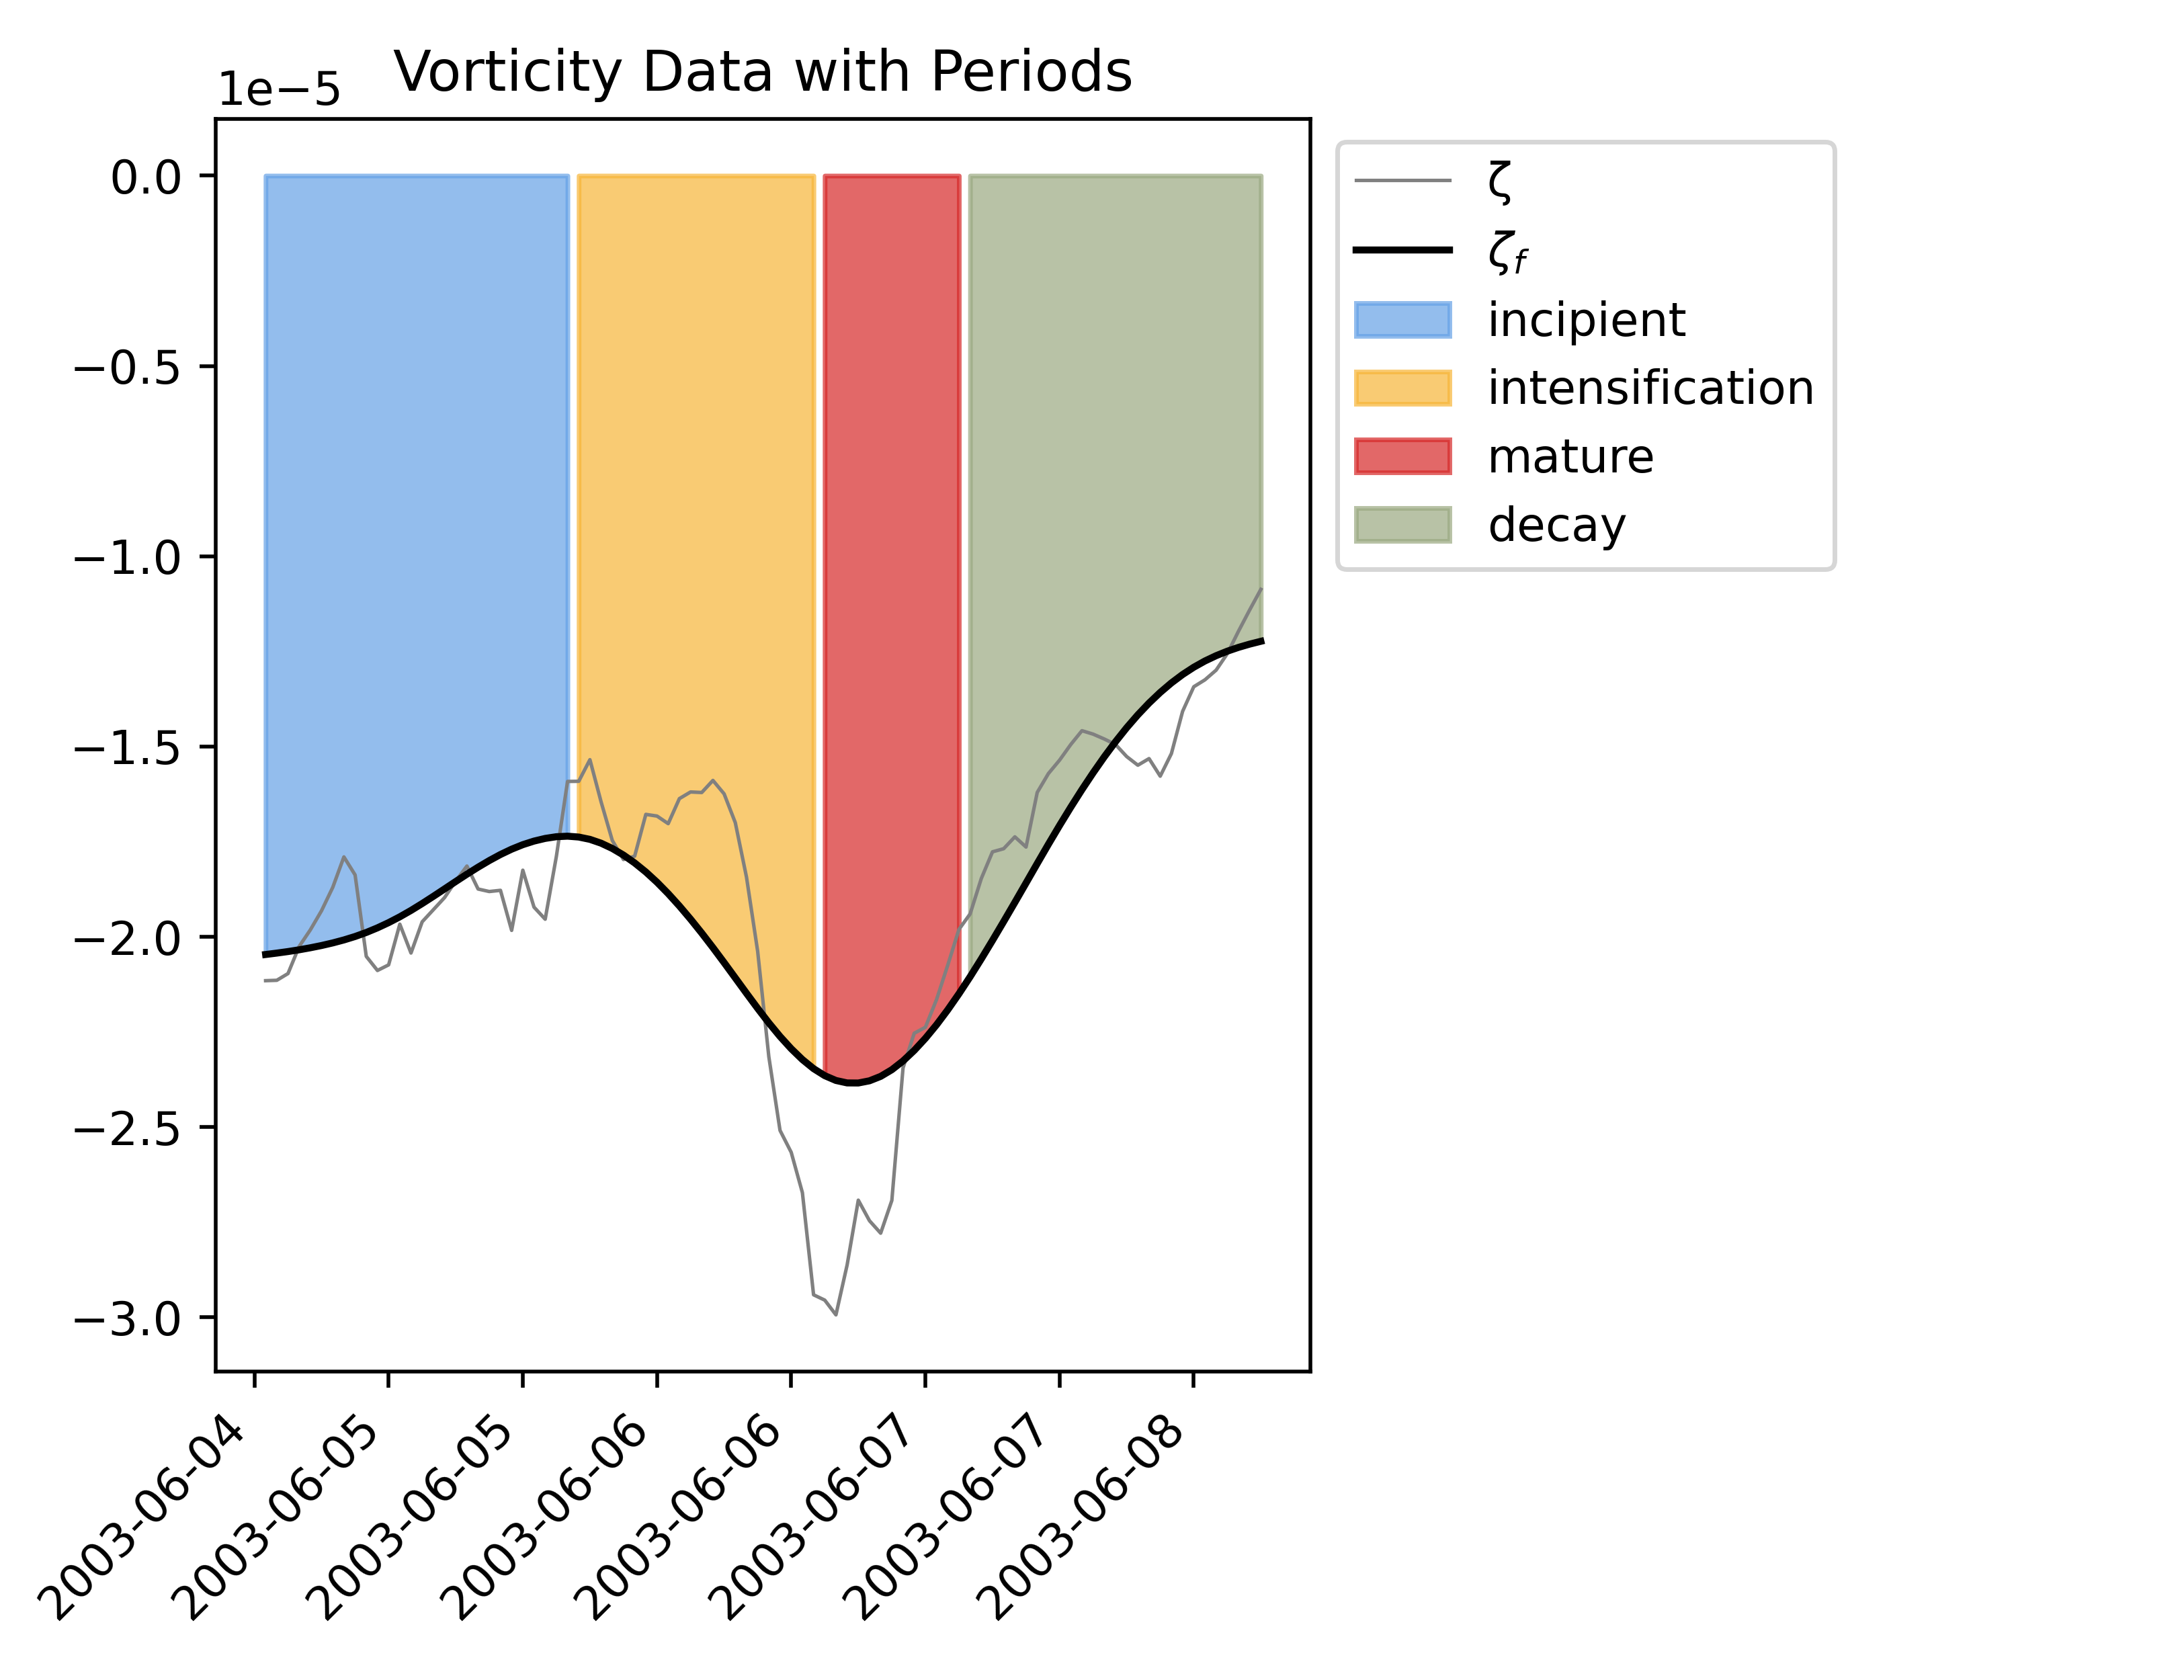 Vorticity Data with Periods
1e−5
0.0
−0.5
−1.0
−1.5
−2.0
−2.5
−3.0
2003-06-04
2003-06-05
2003-06-05
2003-06-06
2003-06-06
2003-06-07
2003-06-07
2003-06-08
ζ
ζf
incipient
intensification
mature
decay